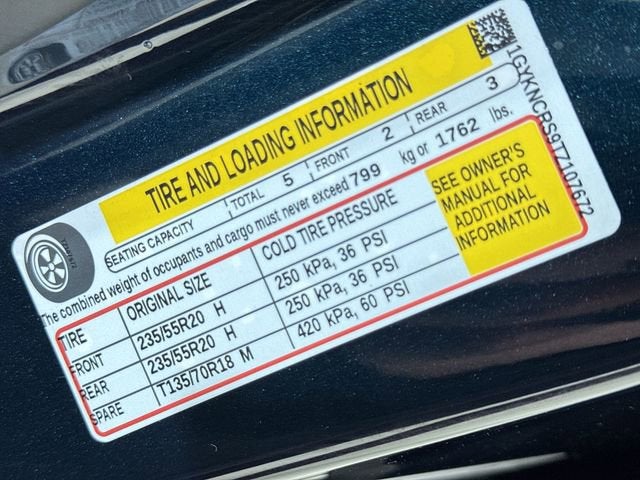 TIRE AND LOADING INFORMATION
SEATING CAPACITY TOTAL 5 FRONT 2 REAR 3
The combined weight of occupants and cargo must never exceed 799 kg or 1762 lbs.
TIRE ORIGINAL SIZE COLD TIRE PRESSURE
FRONT 235/55R20 H 250 kPa, 36 PSI
REAR 235/55R20 H 250 kPa, 36 PSI
SPARE T135/70R18 M 420 kPa, 60 PSI
SEE OWNER'S
MANUAL FOR
ADDITIONAL
INFORMATION
1GYKNCRS9TZ107672